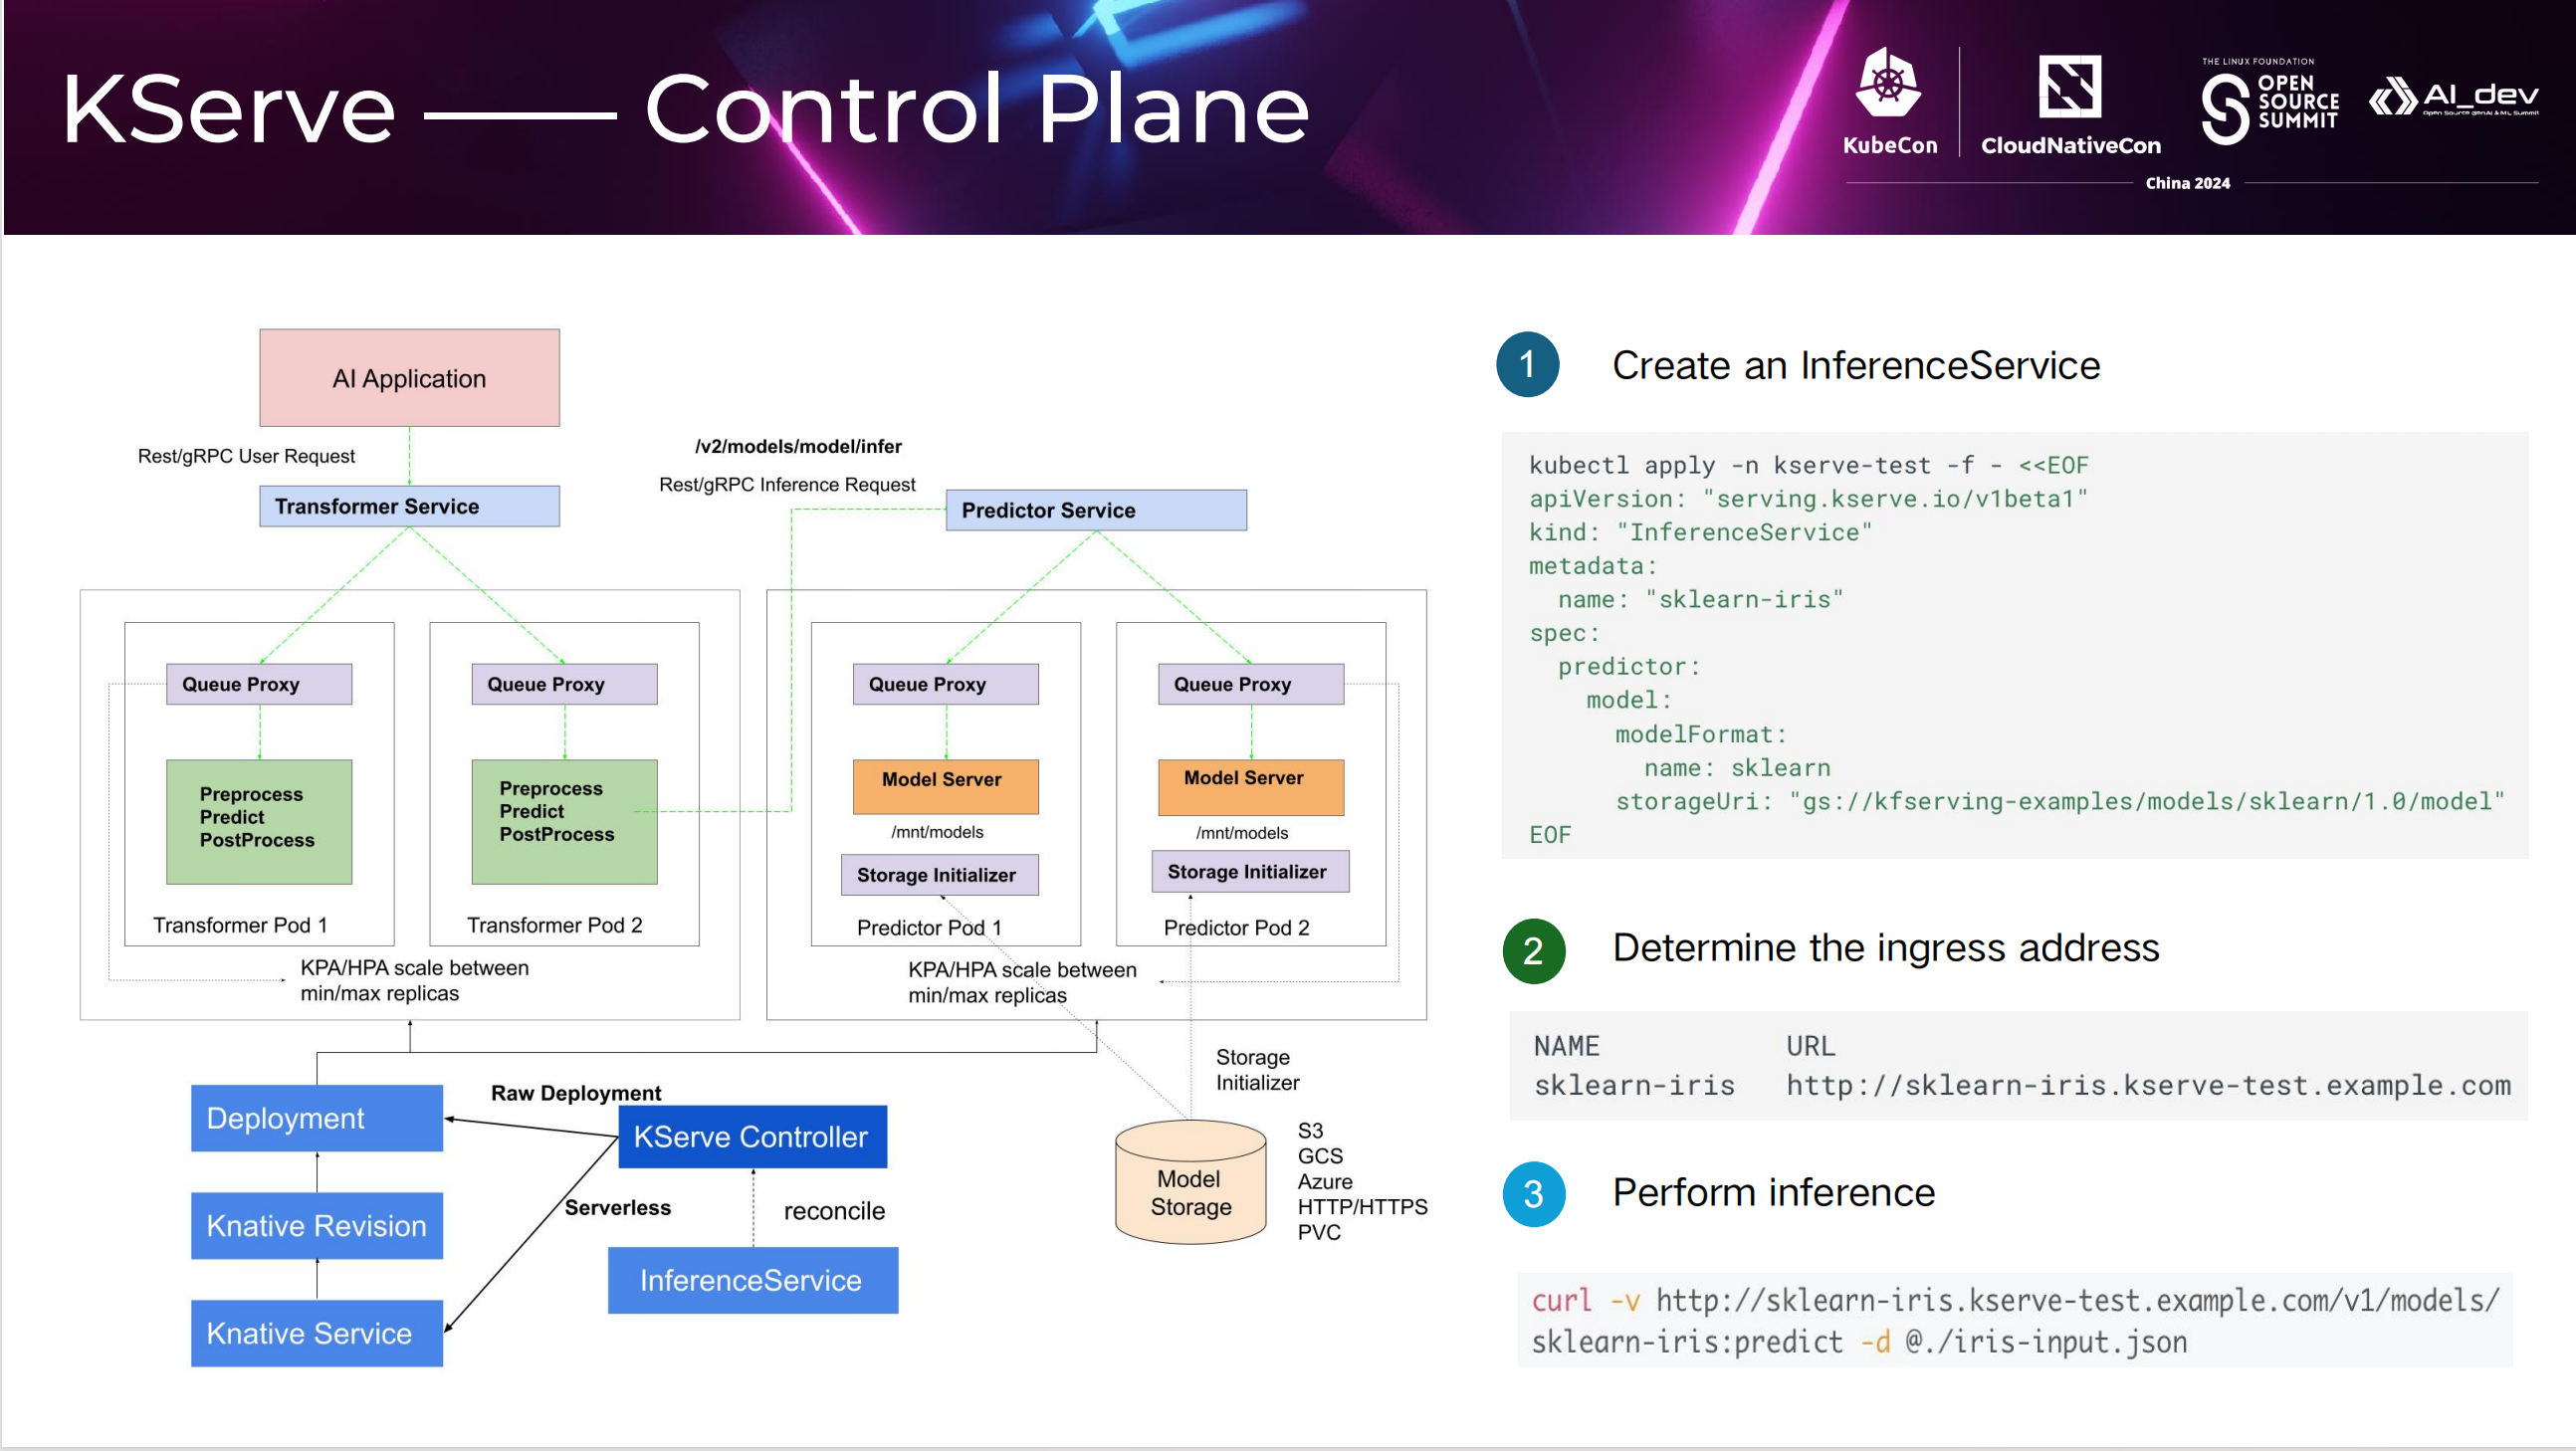 KServe —— Control Plane
KubeCon
CloudNativeCon
THE LINUX FOUNDATION
OPEN
SOURCE
SUMMIT
AI_dev
Open Source GenAI & ML Summit
China 2024
AI Application
Rest/gRPC User Request
Transformer Service
/v2/models/model/infer
Rest/gRPC Inference Request
Predictor Service
Queue Proxy
Preprocess
Predict
PostProcess
Transformer Pod 1
Queue Proxy
Preprocess
Predict
PostProcess
Transformer Pod 2
KPA/HPA scale between
min/max replicas
Queue Proxy
Model Server
/mnt/models
Storage Initializer
Predictor Pod 1
Queue Proxy
Model Server
/mnt/models
Storage Initializer
Predictor Pod 2
KPA/HPA scale between
min/max replicas
Deployment
Knative Revision
Knative Service
Raw Deployment
KServe Controller
Serverless
reconcile
InferenceService
Storage
Initializer
Model
Storage
S3
GCS
Azure
HTTP/HTTPS
PVC
1 Create an InferenceService
kubectl apply -n kserve-test -f - <<EOF
apiVersion: "serving.kserve.io/v1beta1"
kind: "InferenceService"
metadata:
  name: "sklearn-iris"
spec:
  predictor:
    model:
      modelFormat:
        name: sklearn
      storageUri: "gs://kfserving-examples/models/sklearn/1.0/model"
EOF
2 Determine the ingress address
NAME URL
sklearn-iris http://sklearn-iris.kserve-test.example.com
3 Perform inference
curl -v http://sklearn-iris.kserve-test.example.com/v1/models/
sklearn-iris:predict -d @./iris-input.json